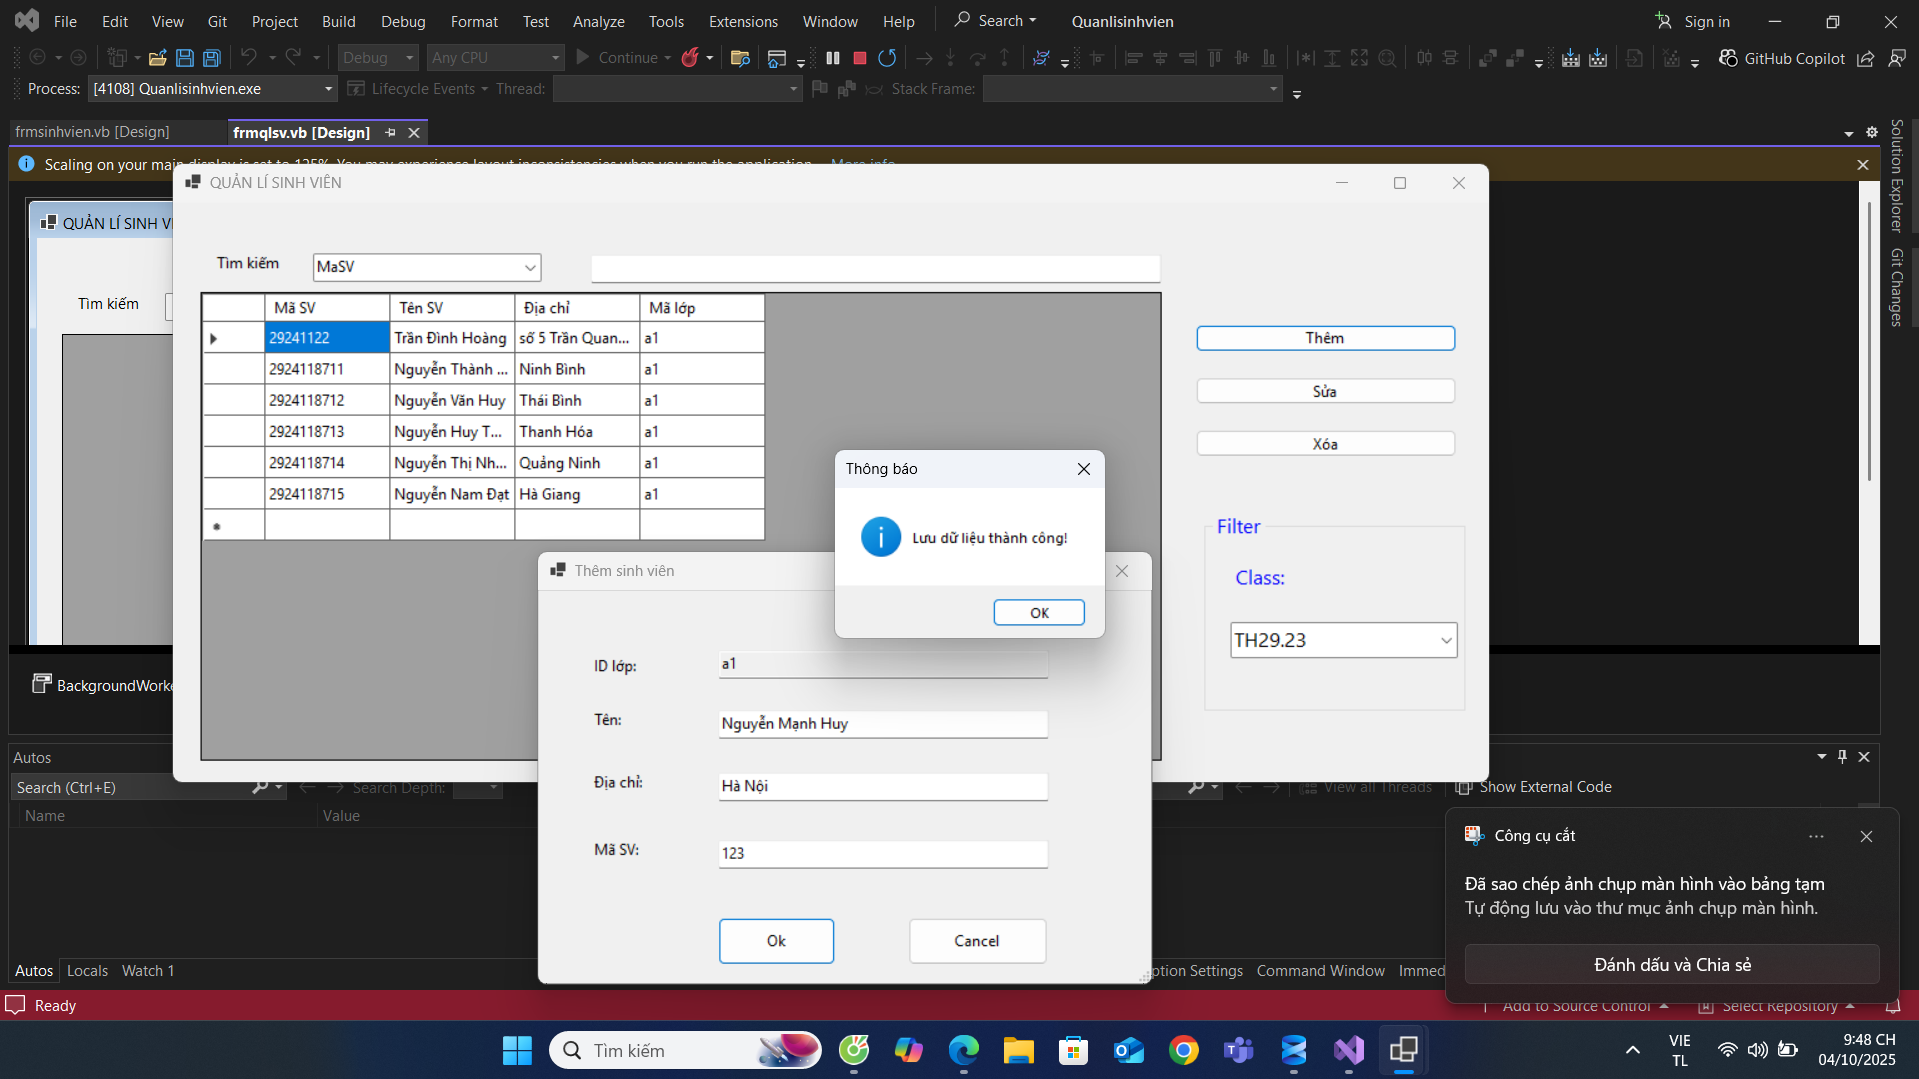 File Edit View Git Project Build Debug Format Test Analyze Tools Extensions Window Help Search Quanlisinhvien Sign in
Debug Any CPU Continue GitHub Copilot
Process: [4108] Quanlisinhvien.exe Lifecycle Events Thread: Stack Frame:
frmsinhvien.vb [Design] frmqlsv.vb [Design]
Scaling on your main display is set to 125%. You may experience layout inconsistencies when you run the application. More info
Solution Explorer
Git Changes
QUẢN LÍ SINH VI
Tìm kiếm
BackgroundWorke
QUẢN LÍ SINH VIÊN
Tìm kiếm MaSV
Mã SV Tên SV Địa chỉ Mã lớp
29241122 Trần Đình Hoàng số 5 Trần Quan... a1
2924118711 Nguyễn Thành ... Ninh Bình a1
2924118712 Nguyễn Văn Huy Thái Bình a1
2924118713 Nguyễn Huy T... Thanh Hóa a1
2924118714 Nguyễn Thị Nh... Quảng Ninh a1
2924118715 Nguyễn Nam Đạt Hà Giang a1
Thêm
Sửa
Xóa
Filter
Class:
TH29.23
Thông báo
Lưu dữ liệu thành công!
OK
Thêm sinh viên
ID lớp: a1
Tên: Nguyễn Mạnh Huy
Địa chỉ: Hà Nội
Mã SV: 123
Ok Cancel
Autos
Search (Ctrl+E) Search Depth: View all Threads Show External Code
Name Value
Autos Locals Watch 1 ption Settings Command Window Immed
Công cụ cắt
Đã sao chép ảnh chụp màn hình vào bảng tạm
Tự động lưu vào thư mục ảnh chụp màn hình.
Đánh dấu và Chia sẻ
Ready Add to Source Control Select Repository
Tìm kiếm
VIE
TL
9:48 CH
04/10/2025